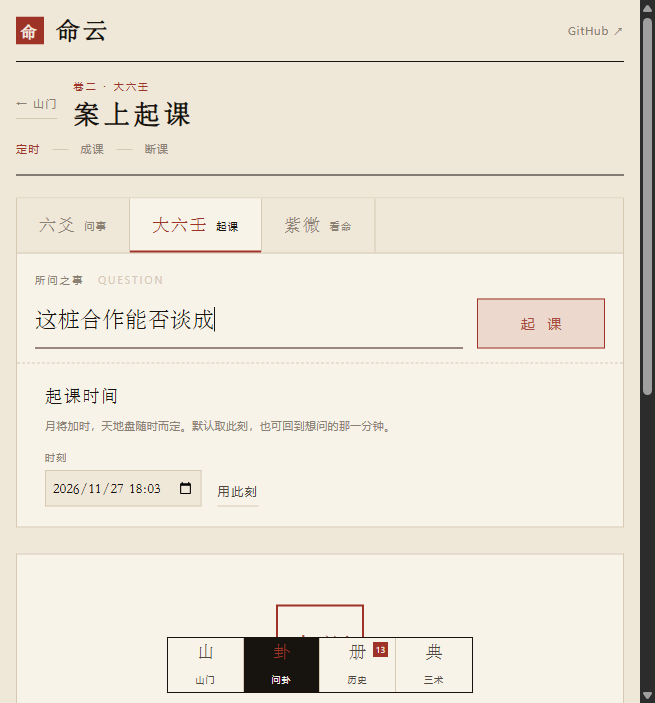 命 命云
GitHub ↗
← 山门
卷二 · 大六壬
案上起课
定时 成课 断课
六爻 问事
大六壬 起课
紫微 看命
所问之事 QUESTION
这桩合作能否谈成
起 课
起课时间
月将加时，天地盘随时而定。默认取此刻，也可回到想问的那一分钟。
时刻
2026/11/27 18:03
用此刻
山 卦 册 13 典
山门 问卦 历史 三术